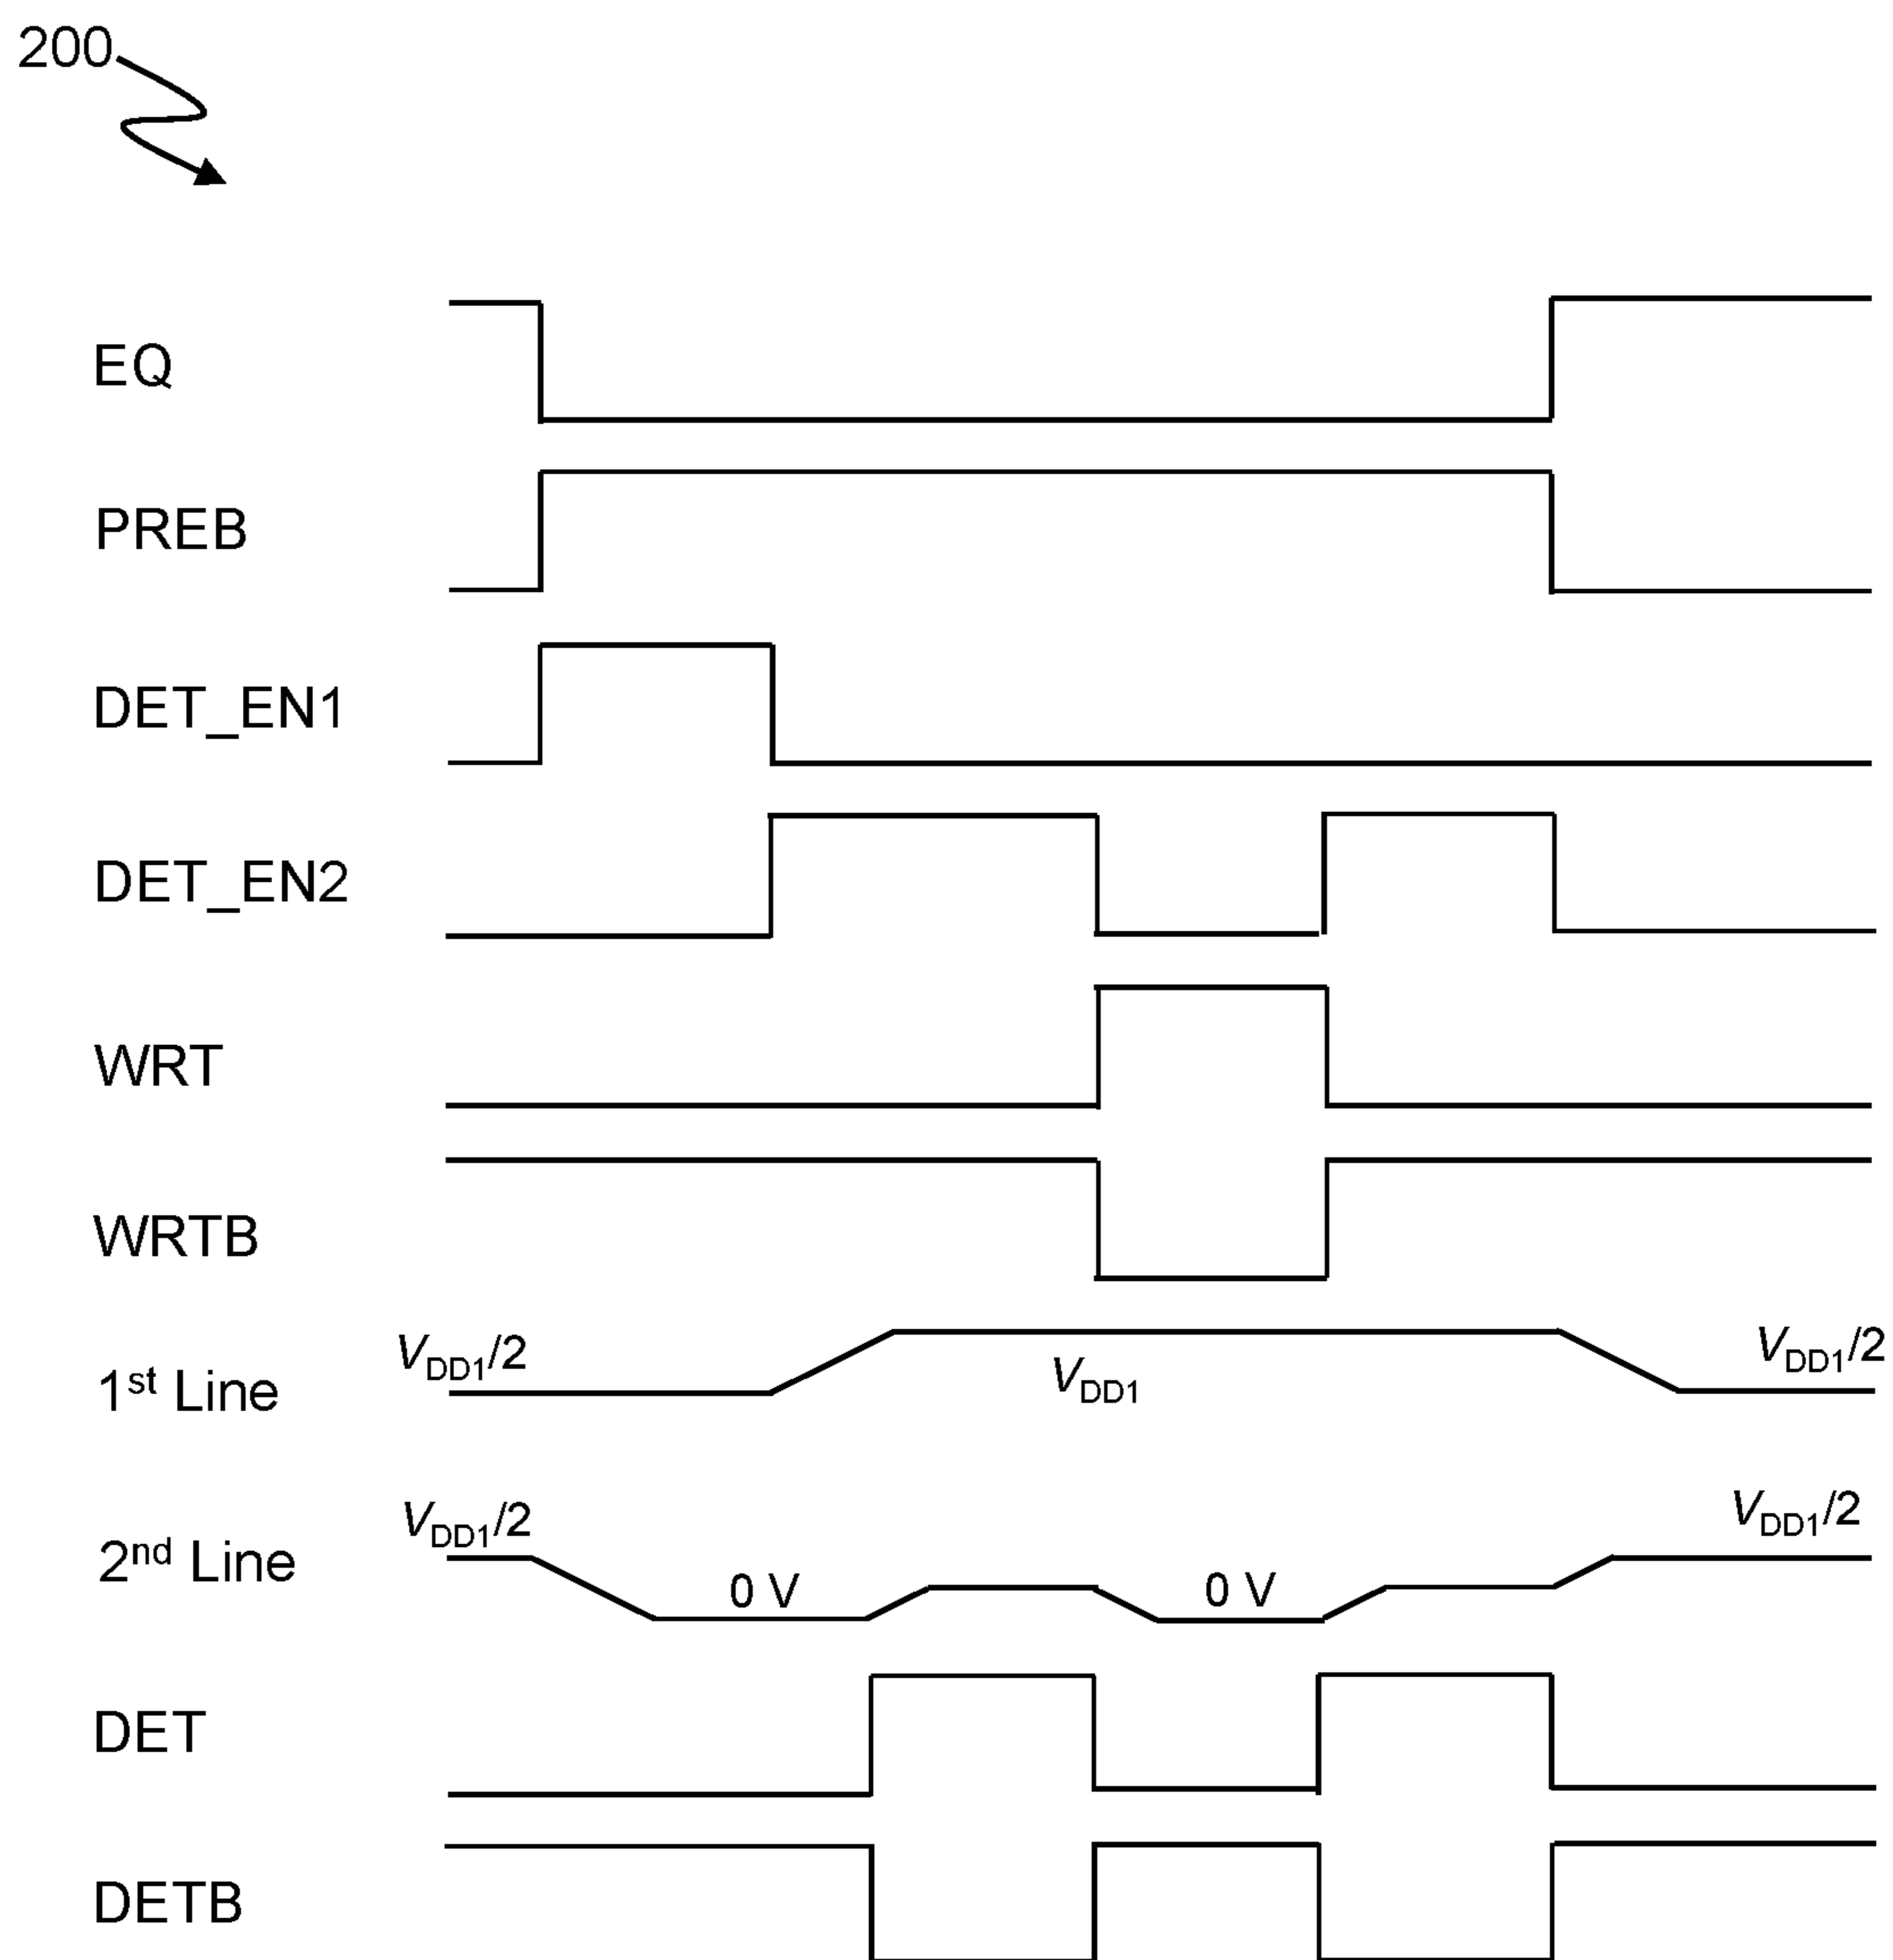 200
EQ
PREB
DET_EN1
DET_EN2
WRT
WRTB
VDD1/2
VDD1/2
1st Line
VDD1
VDD1/2
VDD1/2
2nd Line
0 V
0 V
DET
DETB